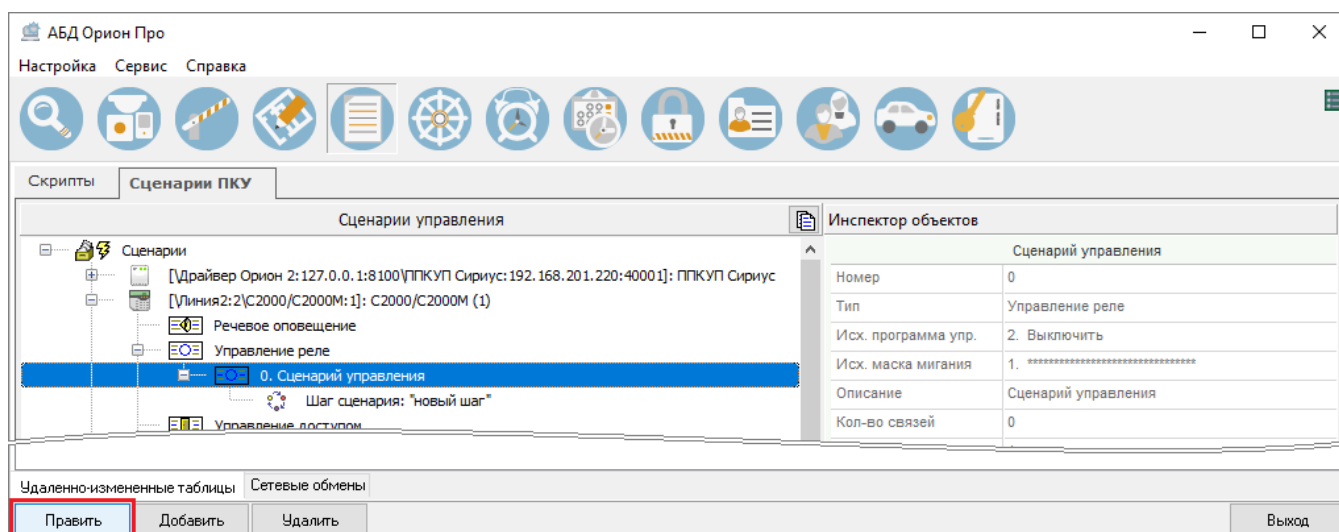 АБД Орион Про
Настройка Сервис Справка
Скрипты Сценарии ПКУ
Сценарии управления
Инспектор объектов
Сценарии
Сценарий управления
[\Драйвер Орион 2:127.0.0.1:8100\ППКУП Сириус:192.168.201.220:40001]: ППКУП Сириус
Номер 0
[\Линия2:2\С2000/С2000М:1]: С2000/С2000М (1)
Тип Управление реле
Речевое оповещение
Исх. программа упр. 2. Выключить
Управление реле
Исх. маска мигания 1. ********************************
0. Сценарий управления
Описание Сценарий управления
Шаг сценария: "новый шаг"
Кол-во связей 0
Управление доступом
Удаленно-измененные таблицы Сетевые обмены
Править Добавить Удалить Выход